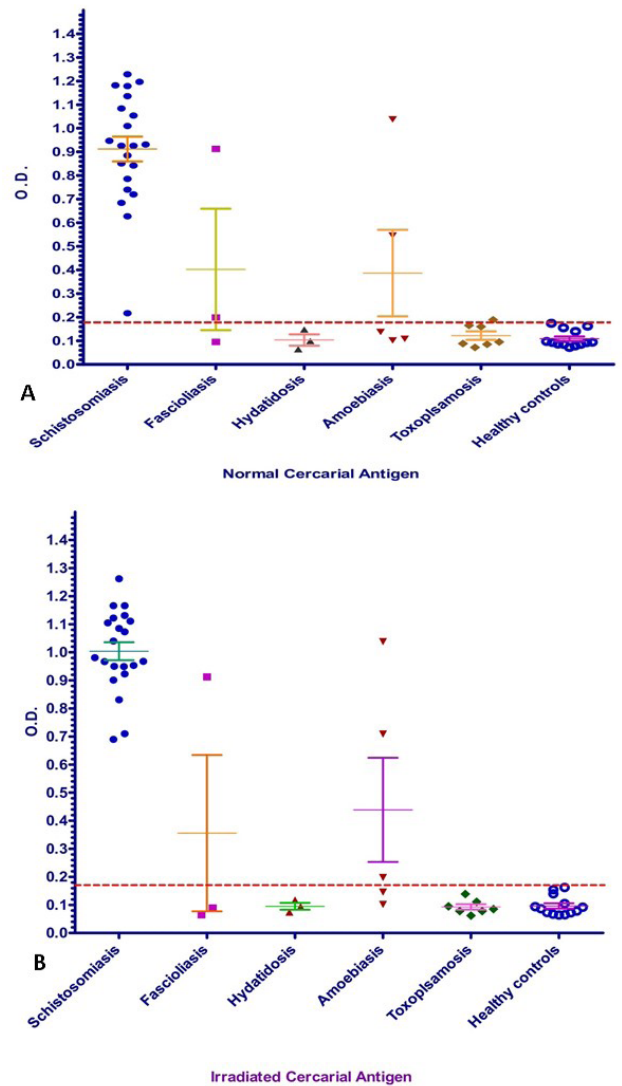 1.4
1.3
1.2
1.1
1.0
0.9
0.8
0.7
0.6
0.5
0.4
0.3
0.2
0.1
0.0
O.D.
A
Schistosomiasis
Fascioliasis
Hydatidosis
Amoebiasis
Toxoplsamosis
Healthy controls
Normal Cercarial Antigen
1.4
1.3
1.2
1.1
1.0
0.9
0.8
0.7
0.6
0.5
0.4
0.3
0.2
0.1
0.0
O.D.
B
Schistosomiasis
Fascioliasis
Hydatidosis
Amoebiasis
Toxoplsamosis
Healthy controls
Irradiated Cercarial Antigen